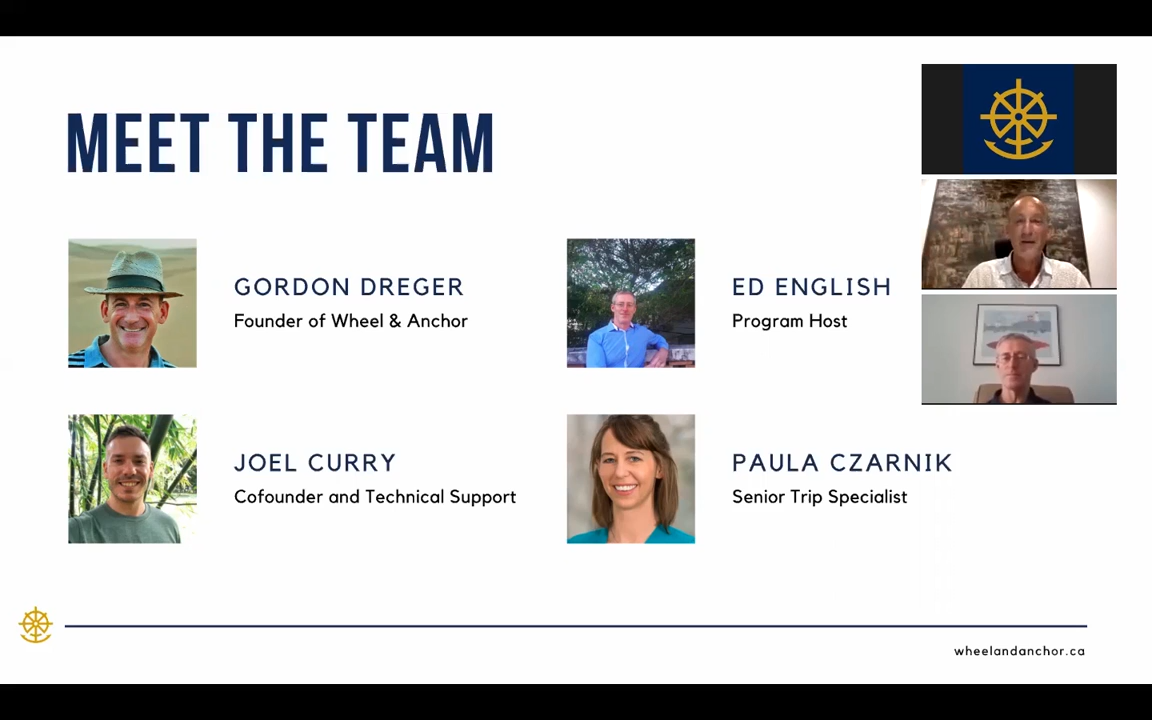 MEET THE TEAM
GORDON DREGER
Founder of Wheel & Anchor
ED ENGLISH
Program Host
JOEL CURRY
Cofounder and Technical Support
PAULA CZARNIK
Senior Trip Specialist
wheelandanchor.ca